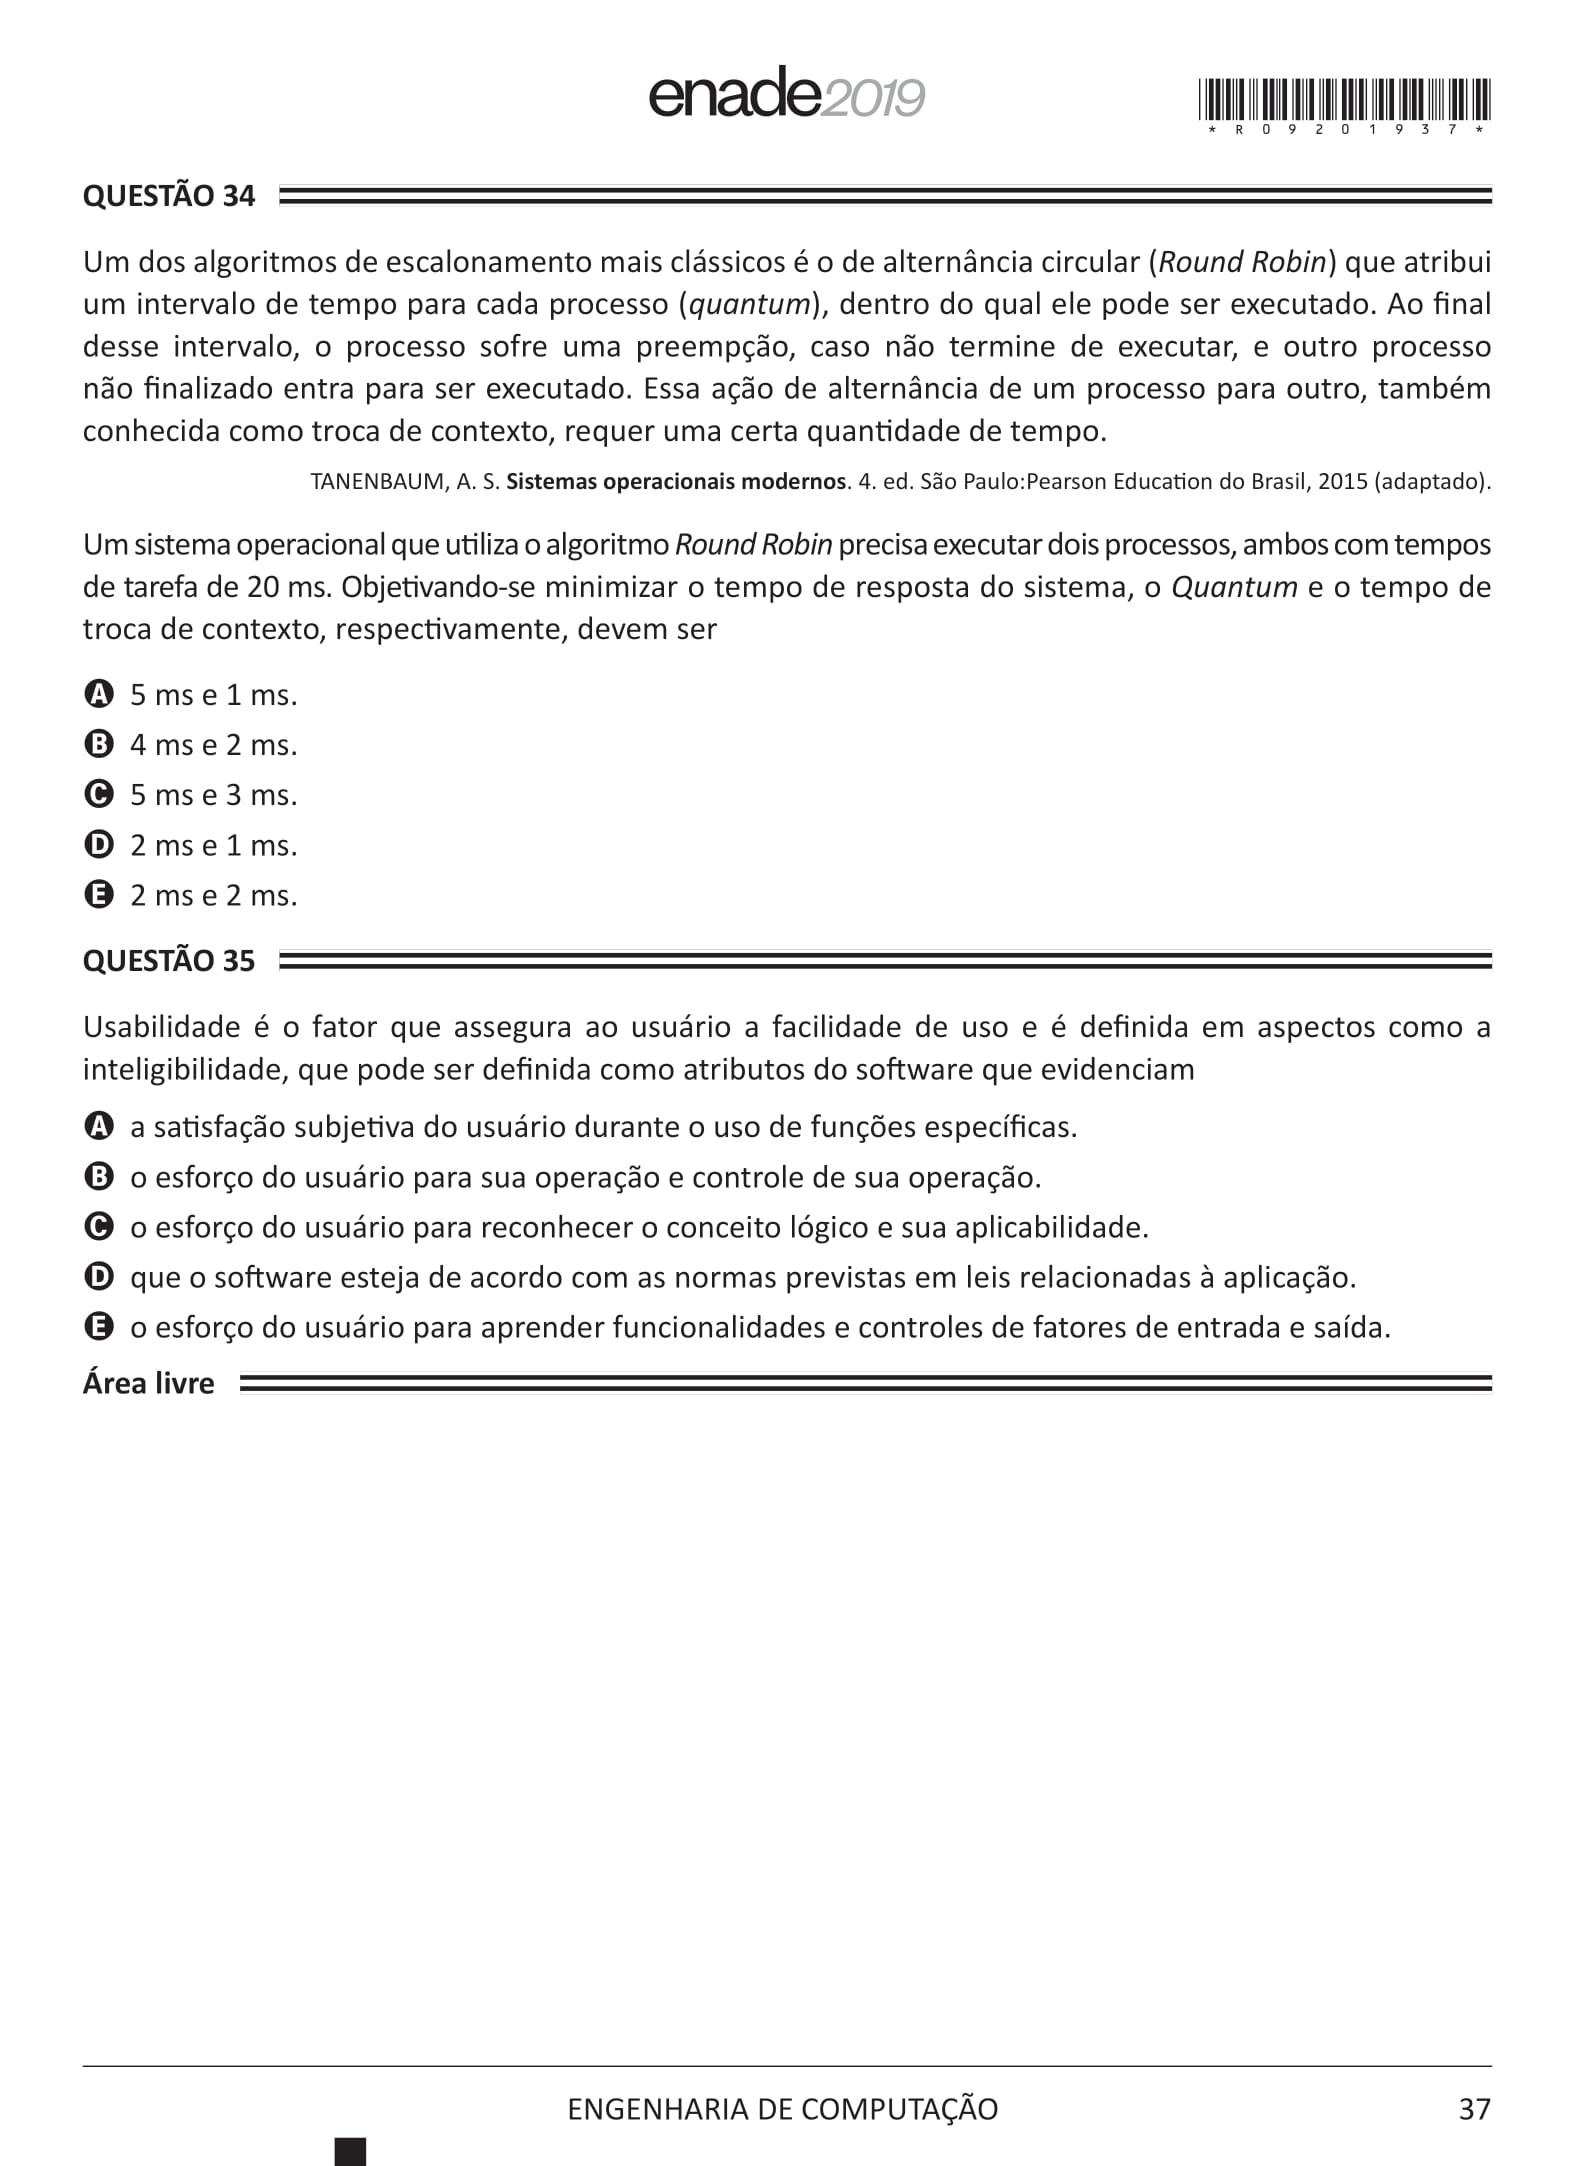 enade2019
*R09201937*
QUESTÃO 34
Um dos algoritmos de escalonamento mais clássicos é o de alternância circular (Round Robin) que atribui
um intervalo de tempo para cada processo (quantum), dentro do qual ele pode ser executado. Ao final
desse intervalo, o processo sofre uma preempção, caso não termine de executar, e outro processo
não finalizado entra para ser executado. Essa ação de alternância de um processo para outro, também
conhecida como troca de contexto, requer uma certa quantidade de tempo.
TANENBAUM, A. S. Sistemas operacionais modernos. 4. ed. São Paulo:Pearson Education do Brasil, 2015 (adaptado).
Um sistema operacional que utiliza o algoritmo Round Robin precisa executar dois processos, ambos com tempos
de tarefa de 20 ms. Objetivando-se minimizar o tempo de resposta do sistema, o Quantum e o tempo de
troca de contexto, respectivamente, devem ser
A 5 ms e 1 ms.
B 4 ms e 2 ms.
C 5 ms e 3 ms.
D 2 ms e 1 ms.
E 2 ms e 2 ms.
QUESTÃO 35
Usabilidade é o fator que assegura ao usuário a facilidade de uso e é definida em aspectos como a
inteligibilidade, que pode ser definida como atributos do software que evidenciam
A a satisfação subjetiva do usuário durante o uso de funções específicas.
B o esforço do usuário para sua operação e controle de sua operação.
C o esforço do usuário para reconhecer o conceito lógico e sua aplicabilidade.
D que o software esteja de acordo com as normas previstas em leis relacionadas à aplicação.
E o esforço do usuário para aprender funcionalidades e controles de fatores de entrada e saída.
Área livre
ENGENHARIA DE COMPUTAÇÃO
37